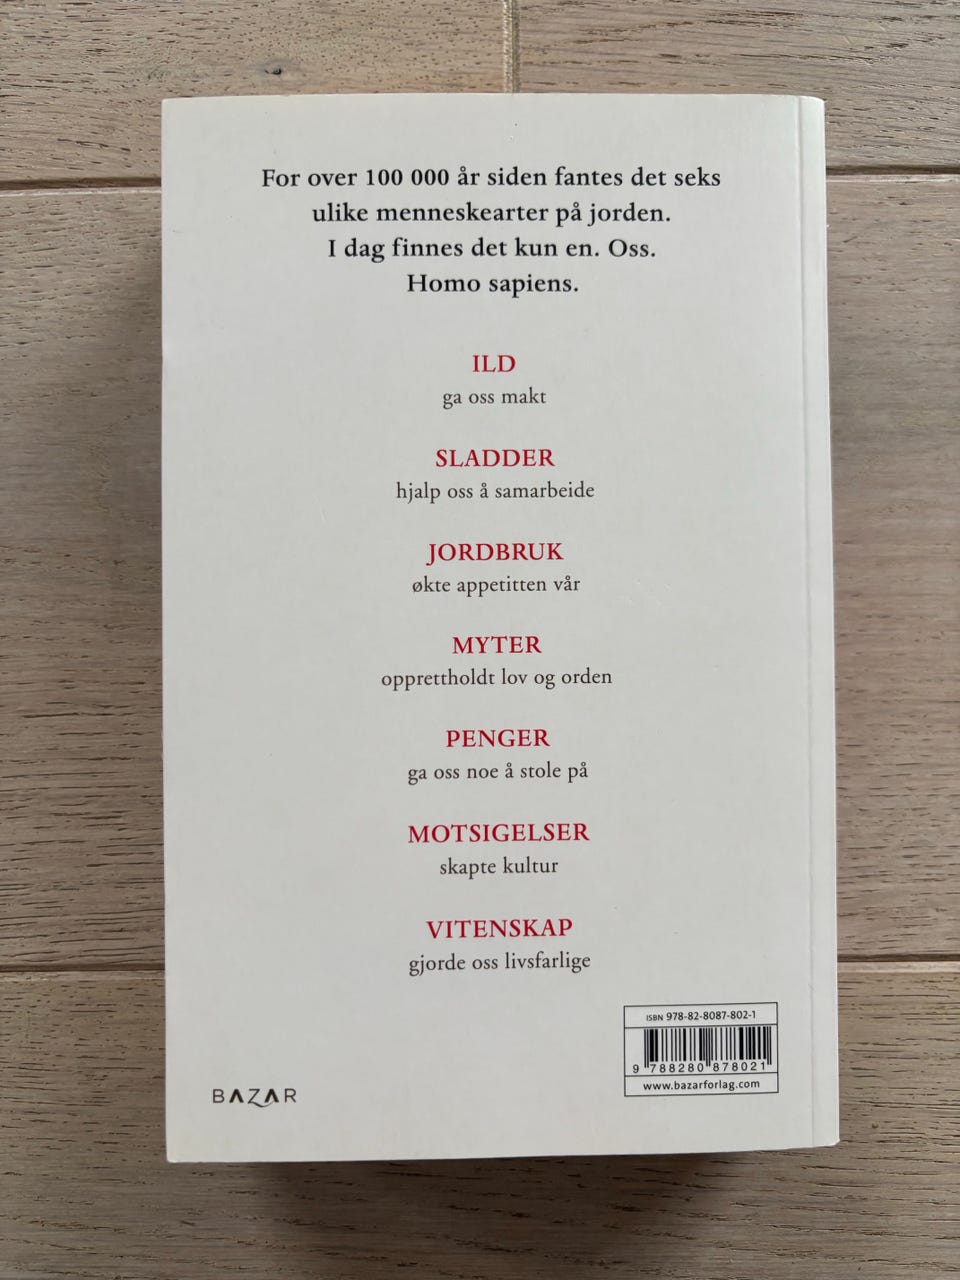 For over 100 000 år siden fantes det seks
ulike menneskearter på jorden.
I dag finnes det kun en. Oss.
Homo sapiens.
ILD
ga oss makt
SLADDER
hjalp oss å samarbeide
JORDBRUK
økte appetitten vår
MYTER
opprettholdt lov og orden
PENGER
ga oss noe å stole på
MOTSIGELSER
skapte kultur
VITENSKAP
gjorde oss livsfarlige
ISBN 978-82-8087-802-1
9 788280 878021
www.bazarforlag.com
BAZAR